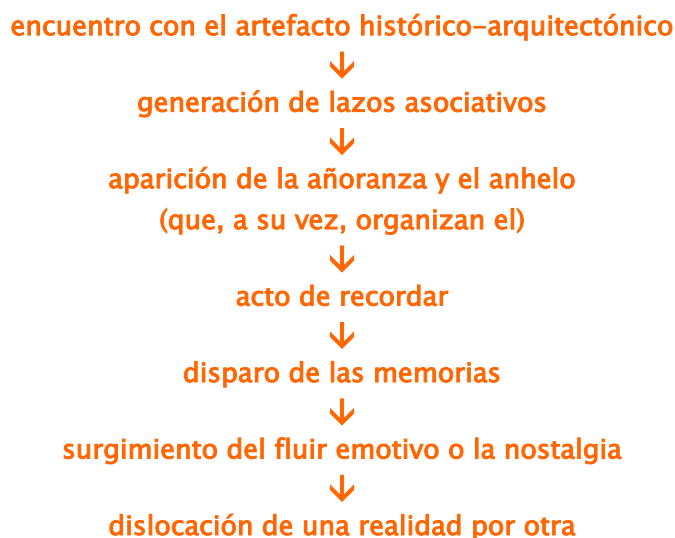 encuentro con el artefacto histórico-arquitectónico
↓
generación de lazos asociativos
↓
aparición de la añoranza y el anhelo
(que, a su vez, organizan el)
↓
acto de recordar
↓
disparo de las memorias
↓
surgimiento del fluir emotivo o la nostalgia
↓
dislocación de una realidad por otra